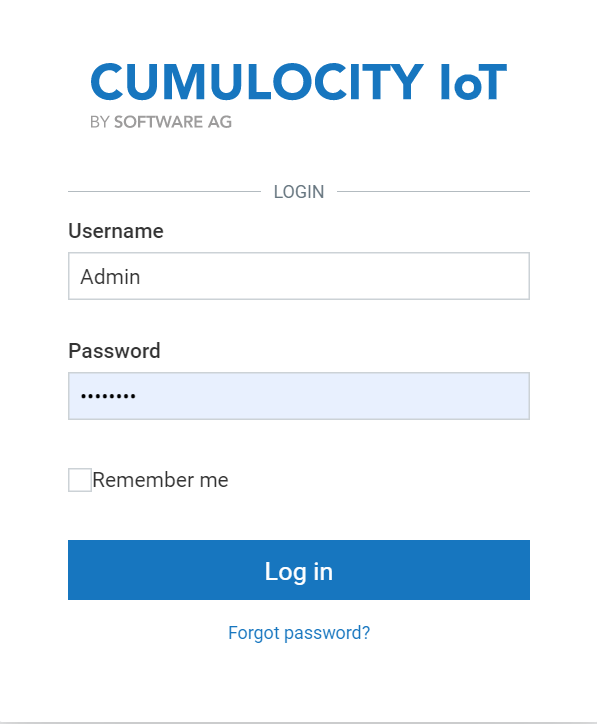 CUMULOCITY IoT
BY SOFTWARE AG
LOGIN
Username
Admin
Password
••••••••
Remember me
Log in
Forgot password?